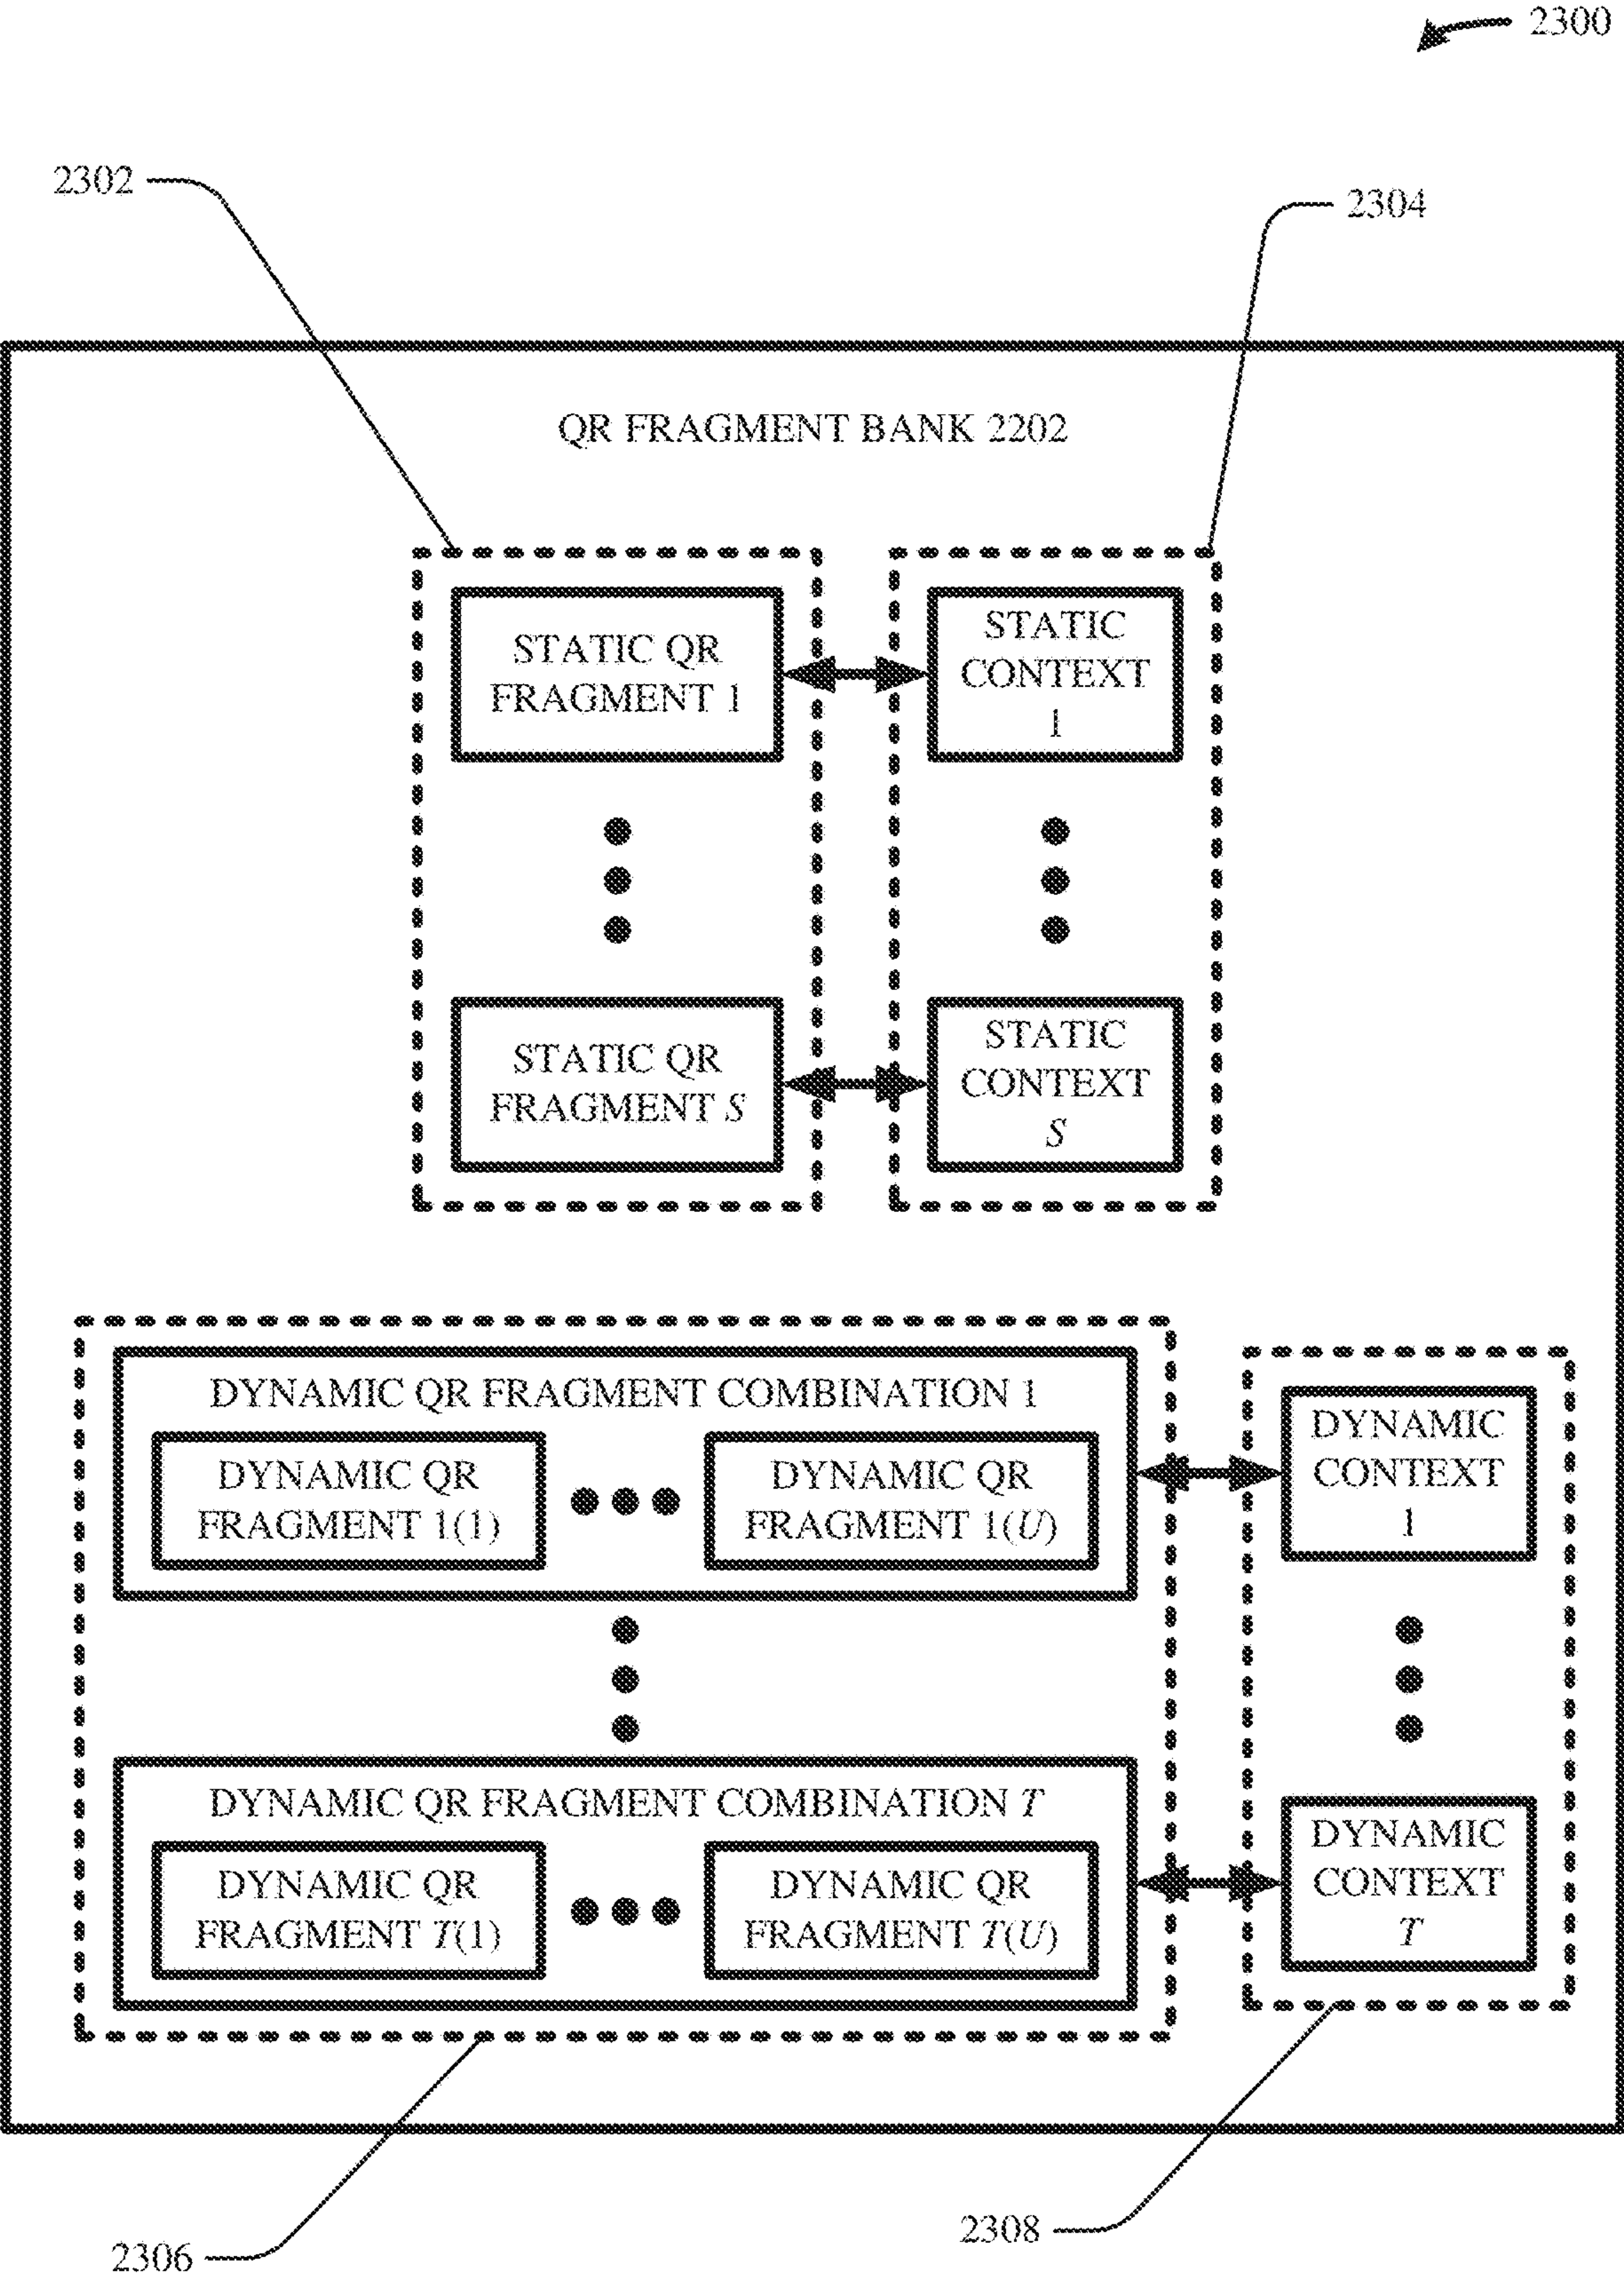 2300
2302
2304
QR FRAGMENT BANK 2202
STATIC QR
FRAGMENT 1
STATIC
CONTEXT
1
STATIC QR
FRAGMENT S
STATIC
CONTEXT
S
DYNAMIC QR FRAGMENT COMBINATION 1
DYNAMIC QR
FRAGMENT 1(1)
DYNAMIC QR
FRAGMENT 1(U)
DYNAMIC
CONTEXT
1
DYNAMIC QR FRAGMENT COMBINATION T
DYNAMIC QR
FRAGMENT T(1)
DYNAMIC QR
FRAGMENT T(U)
DYNAMIC
CONTEXT
T
2306
2308